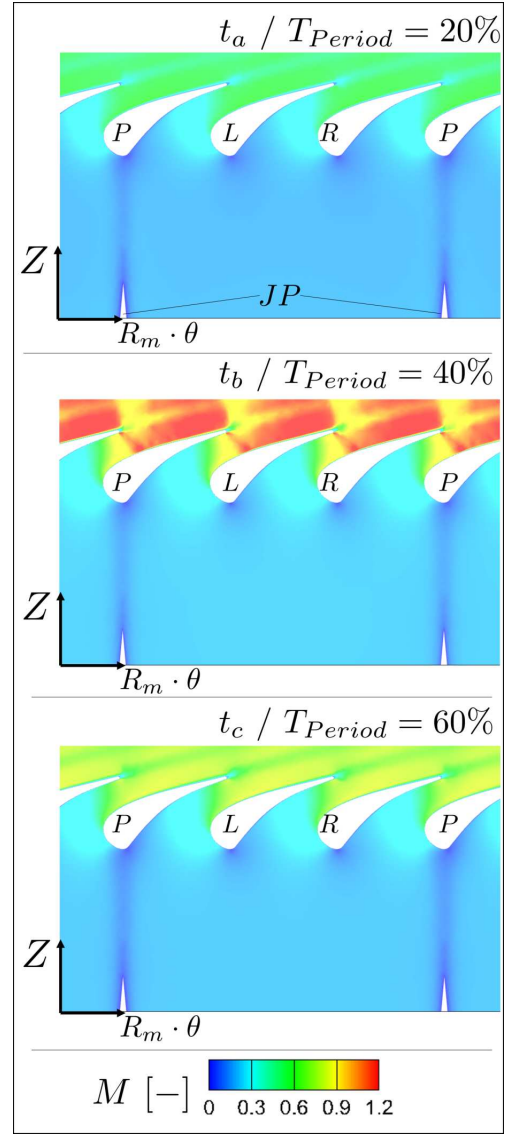 t_a / T_Period = 20%
P L R P
Z
JP
R_m · θ
t_b / T_Period = 40%
P L R P
Z
R_m · θ
t_c / T_Period = 60%
P L R P
Z
R_m · θ
M [−]
0 0.3 0.6 0.9 1.2